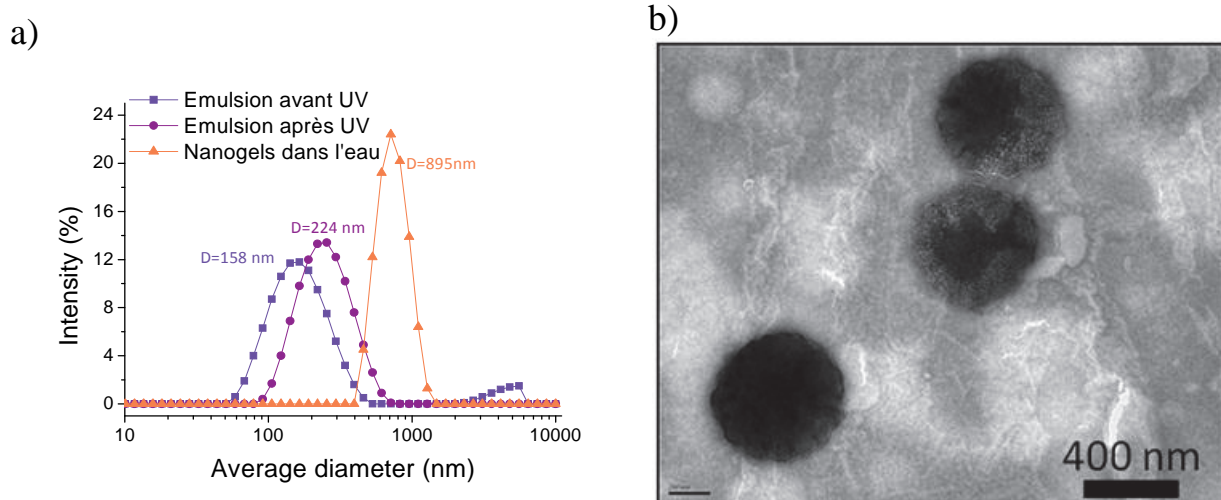 a)
b)
Emulsion avant UV
Emulsion après UV
Nanogels dans l'eau
24
20
16
12
8
4
0
D=895nm
D=224 nm
D=158 nm
Intensity (%)
10
100
1000
10000
Average diameter (nm)
400 nm